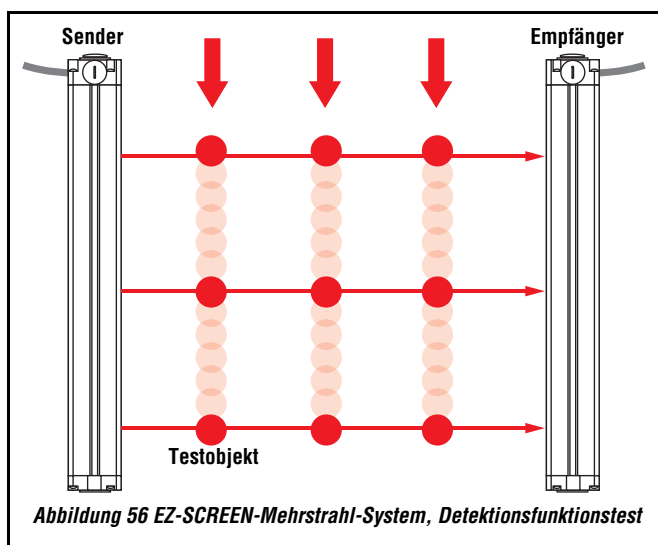 Sender
Empfänger
Testobjekt
Abbildung 56 EZ-SCREEN-Mehrstrahl-System, Detektionsfunktionstest